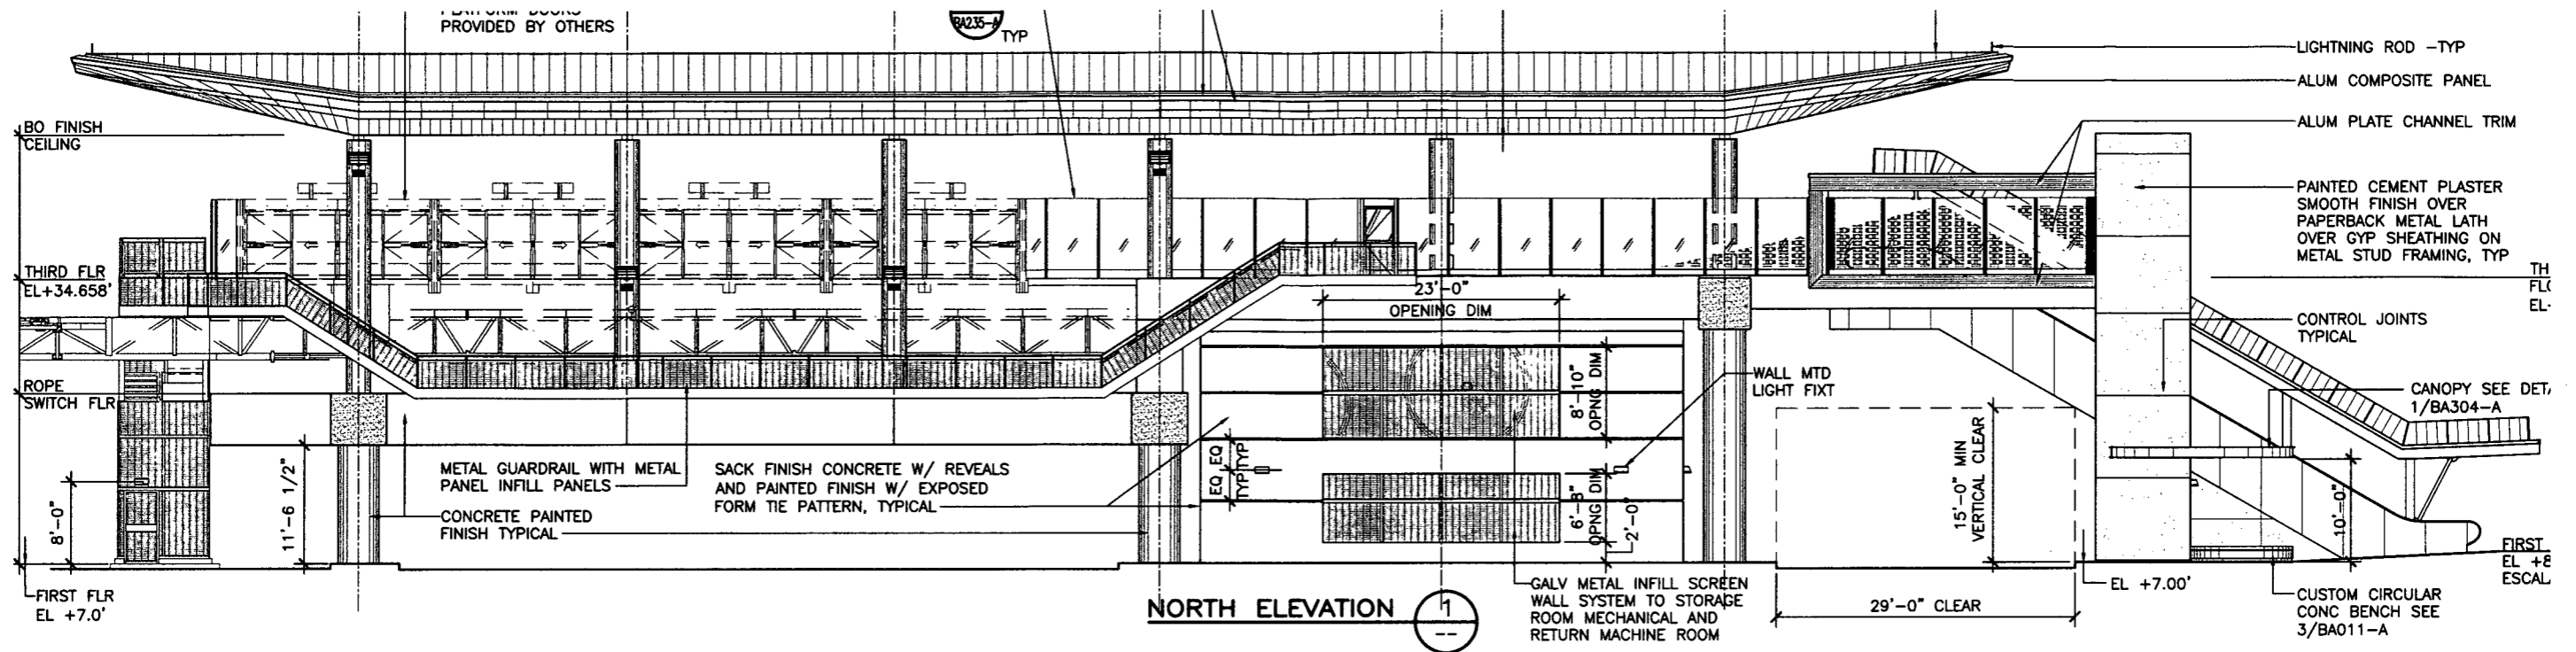 PLATFORM DOORS
PROVIDED BY OTHERS
BA235-A
TYP
LIGHTNING ROD -TYP
ALUM COMPOSITE PANEL
ALUM PLATE CHANNEL TRIM
PAINTED CEMENT PLASTER
SMOOTH FINISH OVER
PAPERBACK METAL LATH
OVER GYP SHEATHING ON
METAL STUD FRAMING, TYP
CONTROL JOINTS
TYPICAL
CANOPY SEE
1/BA304-A
BO FINISH
CEILING
THIRD FLR
EL+34.658'
ROPE
SWITCH FLR
8'-0"
11'-6 1/2"
FIRST FLR
EL +7.0'
METAL GUARDRAIL WITH METAL
PANEL INFILL PANELS
CONCRETE PAINTED
FINISH TYPICAL
SACK FINISH CONCRETE W/ REVEALS
AND PAINTED FINISH W/ EXPOSED
FORM TIE PATTERN, TYPICAL
23'-0"
OPENING DIM
8'-10"
OPNG DIM
EQ EQ
TYP TYP
6'-8"
OPNG DIM
2'-0"
WALL MTD
LIGHT FIXT
15'-0" MIN
VERTICAL CLEAR
29'-0" CLEAR
EL +7.00'
10'-0"
FIRST
EL +8
GALV METAL INFILL SCREEN
WALL SYSTEM TO STORAGE
ROOM MECHANICAL AND
RETURN MACHINE ROOM
CUSTOM CIRCULAR
CONC BENCH SEE
3/BA011-A
NORTH ELEVATION
1
--